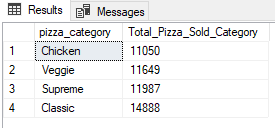 Results Messages
pizza_category Total_Pizza_Sold_Category
1 Chicken 11050
2 Veggie 11649
3 Supreme 11987
4 Classic 14888